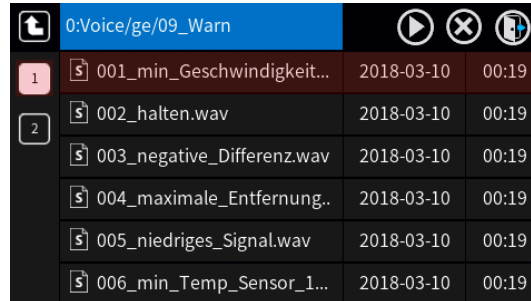 0:Voice/ge/09_Warn
1
001_min_Geschwindigkeit... 2018-03-10 00:19
2
002_halten.wav 2018-03-10 00:19
003_negative_Differenz.wav 2018-03-10 00:19
004_maximale_Entfernung.. 2018-03-10 00:19
005_niedriges_Signal.wav 2018-03-10 00:19
006_min_Temp_Sensor_1... 2018-03-10 00:19